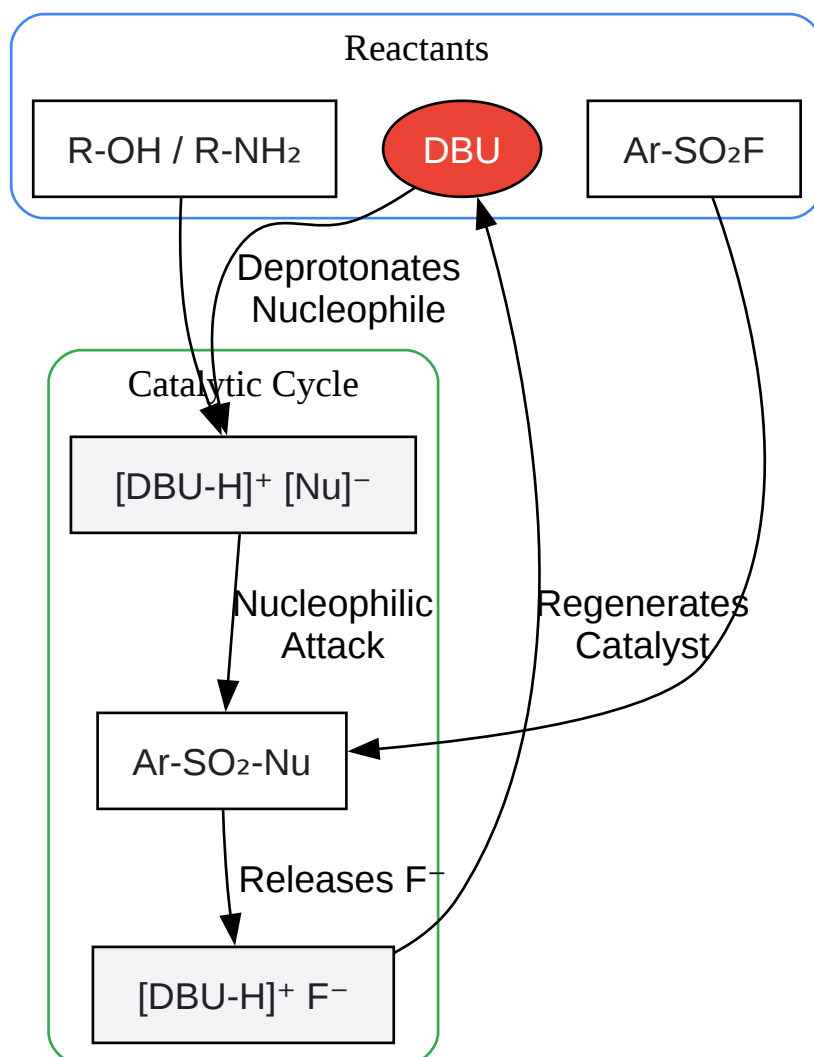 Reactants
R-OH / R-NH₂
DBU
Ar-SO₂F
Deprotonates
Nucleophile
Catalytic Cycle
[DBU-H]⁺ [Nu]⁻
Nucleophilic
Attack
Regenerates
Catalyst
Ar-SO₂-Nu
Releases F⁻
[DBU-H]⁺ F⁻